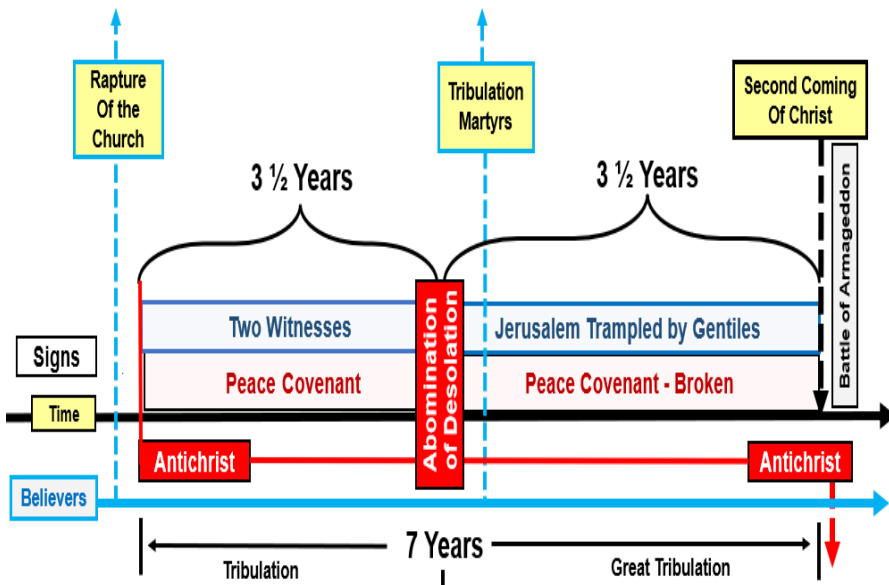 Rapture
Of the
Church
Tribulation
Martyrs
Second Coming
Of Christ
3 ½ Years
3 ½ Years
Battle of Armageddon
Two Witnesses
Abomination
of Desolation
Jerusalem Trampled by Gentiles
Signs
Peace Covenant
Peace Covenant - Broken
Time
Antichrist
Antichrist
Believers
7 Years
Tribulation
Great Tribulation